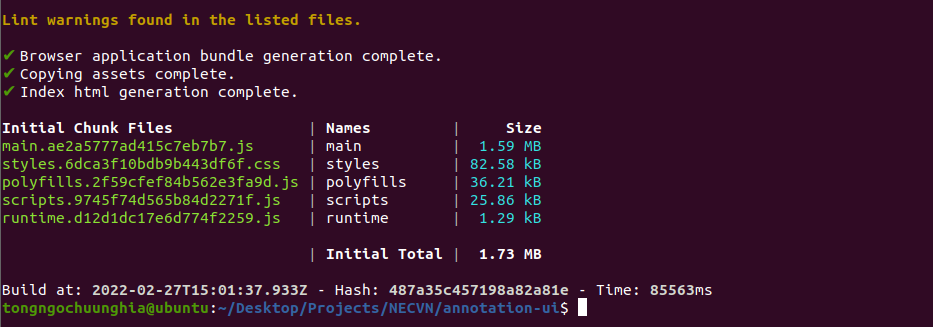 Lint warnings found in the listed files.
✔ Browser application bundle generation complete.
✔ Copying assets complete.
✔ Index html generation complete.
Initial Chunk Files | Names | Size
main.ae2a5777ad415c7eb7b7.js | main | 1.59 MB
styles.6dca3f10bdb9b443df6f.css | styles | 82.58 kB
polyfills.2f59cfef84b562e3fa9d.js | polyfills | 36.21 kB
scripts.9745f74d565b84d2271f.js | scripts | 25.86 kB
runtime.d12d1dc17e6d774f2259.js | runtime | 1.29 kB
| Initial Total | 1.73 MB
Build at: 2022-02-27T15:01:37.933Z - Hash: 487a35c457198a82a81e - Time: 85563ms
tongngochuunghia@ubuntu:~/Desktop/Projects/NECVN/annotation-ui$